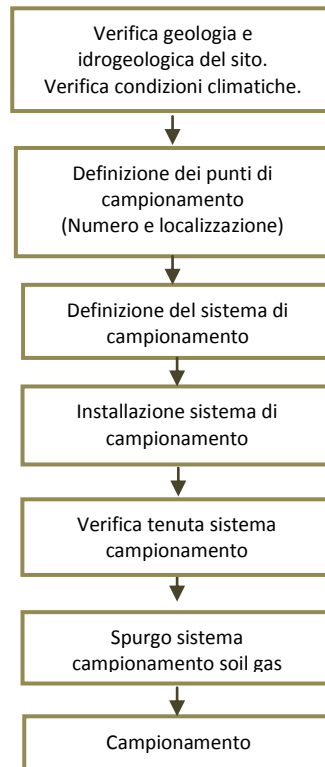 Verifica geologia e
idrogeologica del sito.
Verifica condizioni climatiche.
Definizione dei punti di
campionamento
(Numero e localizzazione)
Definizione del sistema di
campionamento
Installazione sistema di
campionamento
Verifica tenuta sistema
campionamento
Spurgo sistema
campionamento soil gas
Campionamento